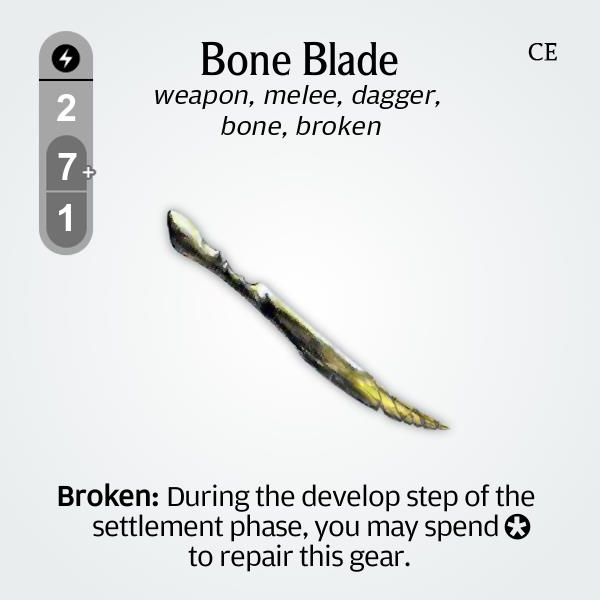 Bone Blade
CE
weapon, melee, dagger,
bone, broken
2
7+
1
Broken: During the develop step of the
settlement phase, you may spend
to repair this gear.